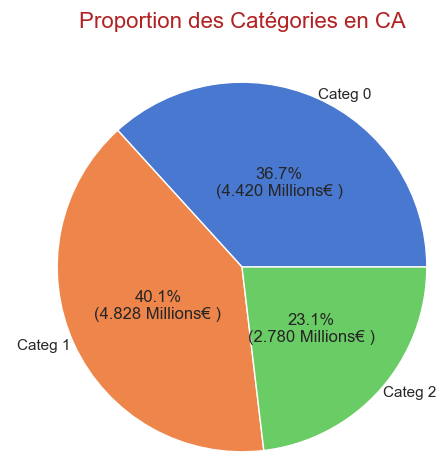 Proportion des Catégories en CA
Categ 0
36.7%
(4.420 Millions€ )
40.1%
(4.828 Millions€ )
Categ 1
23.1%
(2.780 Millions€ )
Categ 2